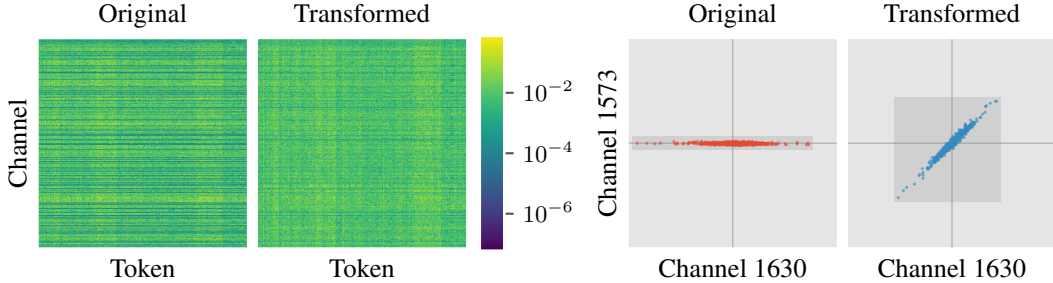 Original
Transformed
Channel
Token
Token
10⁻²
10⁻⁴
10⁻⁶
Original
Transformed
Channel 1573
Channel 1630
Channel 1630